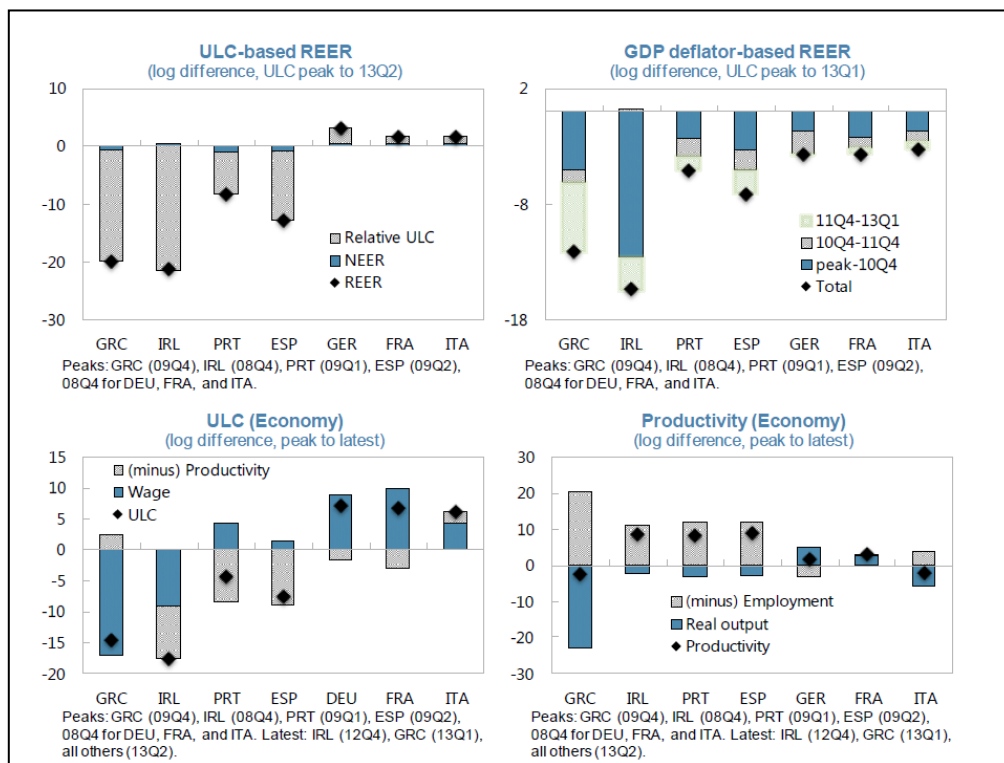 ULC-based REER
(log difference, ULC peak to 13Q2)
10
0
-10
-20
-30
Relative ULC
NEER
REER
GRC IRL PRT ESP GER FRA ITA
Peaks: GRC (09Q4), IRL (08Q4), PRT (09Q1), ESP (09Q2),
08Q4 for DEU, FRA, and ITA.
GDP deflator-based REER
(log difference, ULC peak to 13Q1)
2
-8
-18
11Q4-13Q1
10Q4-11Q4
peak-10Q4
Total
GRC IRL PRT ESP GER FRA ITA
Peaks: GRC (09Q4), IRL (08Q4), PRT (09Q1), ESP (09Q2),
08Q4 for DEU, FRA, and ITA.
ULC (Economy)
(log difference, peak to latest)
15
10
5
0
-5
-10
-15
-20
(minus) Productivity
Wage
ULC
GRC IRL PRT ESP DEU FRA ITA
Peaks: GRC (09Q4), IRL (08Q4), PRT (09Q1), ESP (09Q2),
08Q4 for DEU, FRA, and ITA. Latest: IRL (12Q4), GRC (13Q1),
all others (13Q2).
Productivity (Economy)
(log difference, peak to latest)
30
20
10
0
-10
-20
-30
(minus) Employment
Real output
Productivity
GRC IRL PRT ESP GER FRA ITA
Peaks: GRC (09Q4), IRL (08Q4), PRT (09Q1), ESP (09Q2),
08Q4 for DEU, FRA, and ITA. Latest: IRL (12Q4), GRC (13Q1),
all others (13Q2).